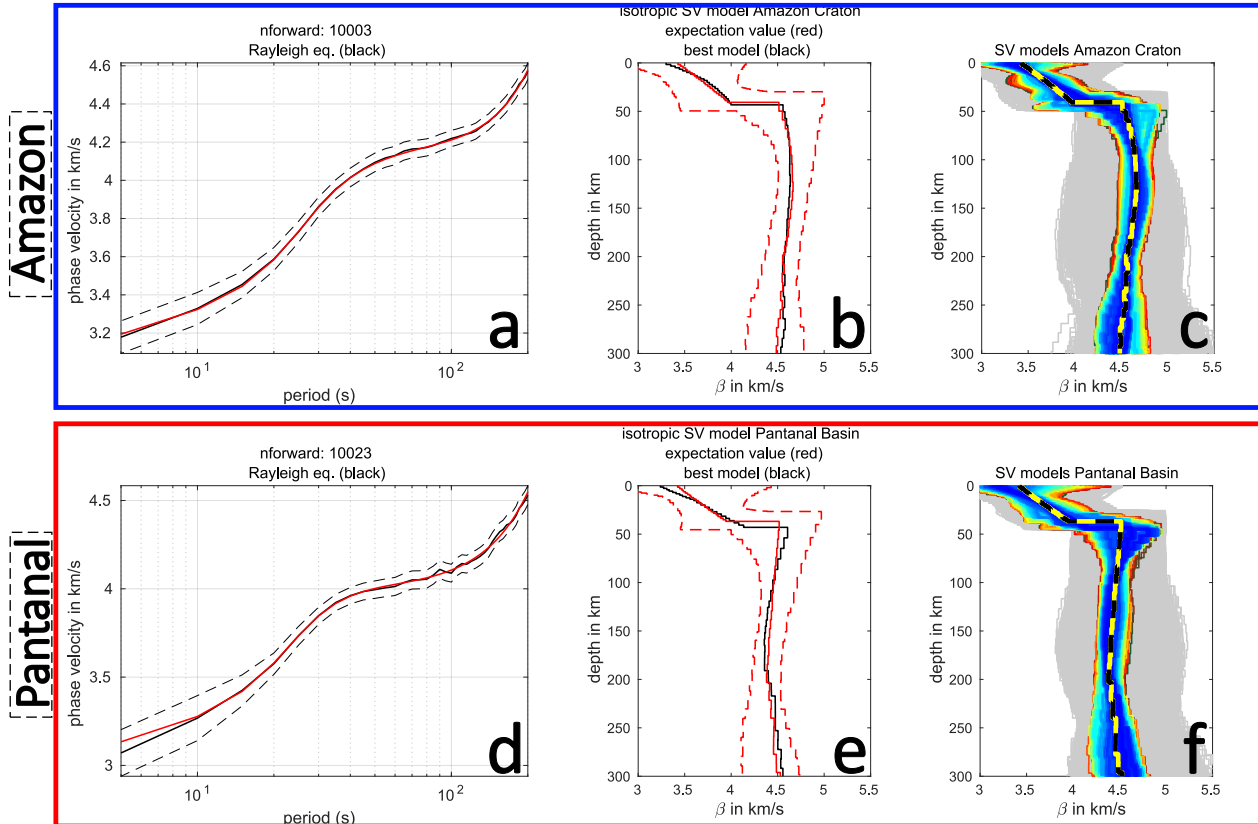 Amazon
nforward: 10003
Rayleigh eq. (black)
phase velocity in km/s
4.6
4.4
4.2
4
3.8
3.6
3.4
3.2
10^1
10^2
period (s)
a
isotropic SV model Amazon Craton
expectation value (red)
best model (black)
depth in km
0
50
100
150
200
250
300
3
3.5
4
4.5
5
5.5
β in km/s
b
SV models Amazon Craton
depth in km
0
50
100
150
200
250
300
3
3.5
4
4.5
5
5.5
β in km/s
c
Pantanal
nforward: 10023
Rayleigh eq. (black)
phase velocity in km/s
4.5
4
3.5
3
10^1
10^2
period (s)
d
isotropic SV model Pantanal Basin
expectation value (red)
best model (black)
depth in km
0
50
100
150
200
250
300
3
3.5
4
4.5
5
5.5
β in km/s
e
SV models Pantanal Basin
depth in km
0
50
100
150
200
250
300
3
3.5
4
4.5
5
5.5
β in km/s
f